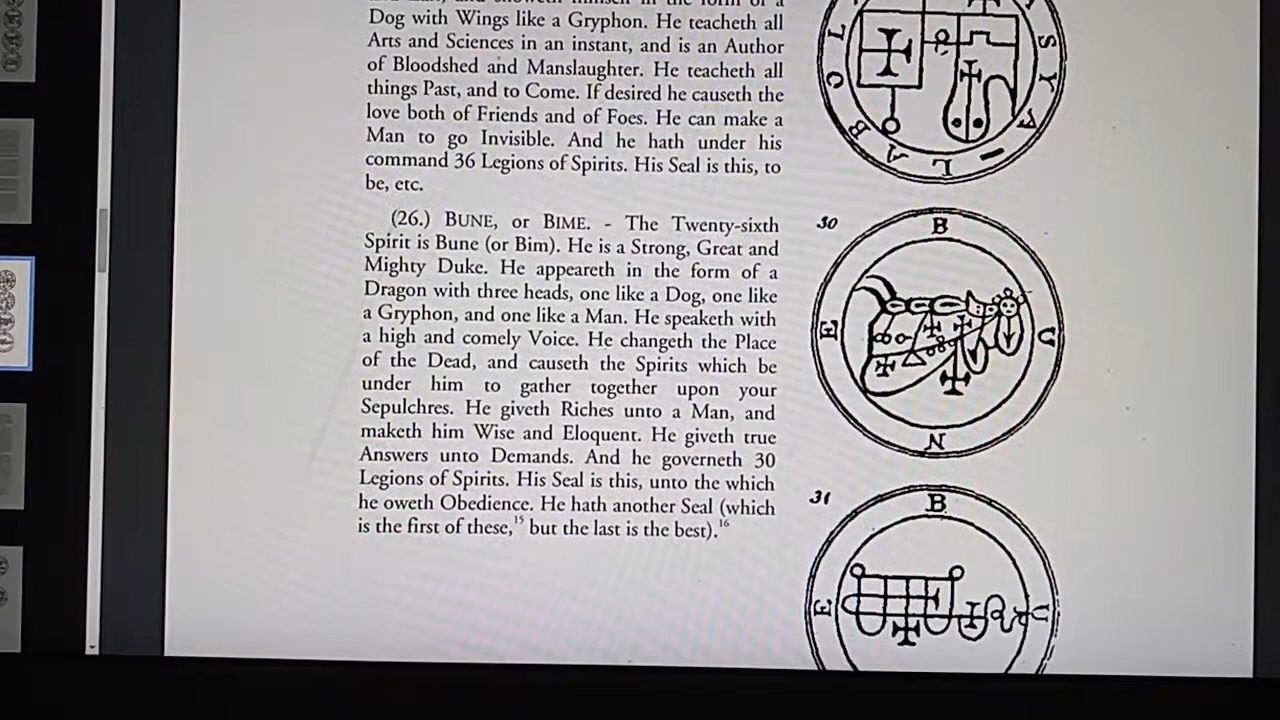 Dog with Wings like a Gryphon. He teacheth all
Arts and Sciences in an instant, and is an Author
of Bloodshed and Manslaughter. He teacheth all
things Past, and to Come. If desired he causeth the
love both of Friends and of Foes. He can make a
Man to go Invisible. And he hath under his
command 36 Legions of Spirits. His Seal is this, to
be, etc.
(26.) BUNE, or BIME. - The Twenty-sixth
Spirit is Bune (or Bim). He is a Strong, Great and
Mighty Duke. He appeareth in the form of a
Dragon with three heads, one like a Dog, one like
a Gryphon, and one like a Man. He speaketh with
a high and comely Voice. He changeth the Place
of the Dead, and causeth the Spirits which be
under him to gather together upon your
Sepulchres. He giveth Riches unto a Man, and
maketh him Wise and Eloquent. He giveth true
Answers unto Demands. And he governeth 30
Legions of Spirits. His Seal is this, unto the which
he oweth Obedience. He hath another Seal (which
is the first of these,15 but the last is the best).16
S Y A - L A B C L
30
B U N E
31
B U E